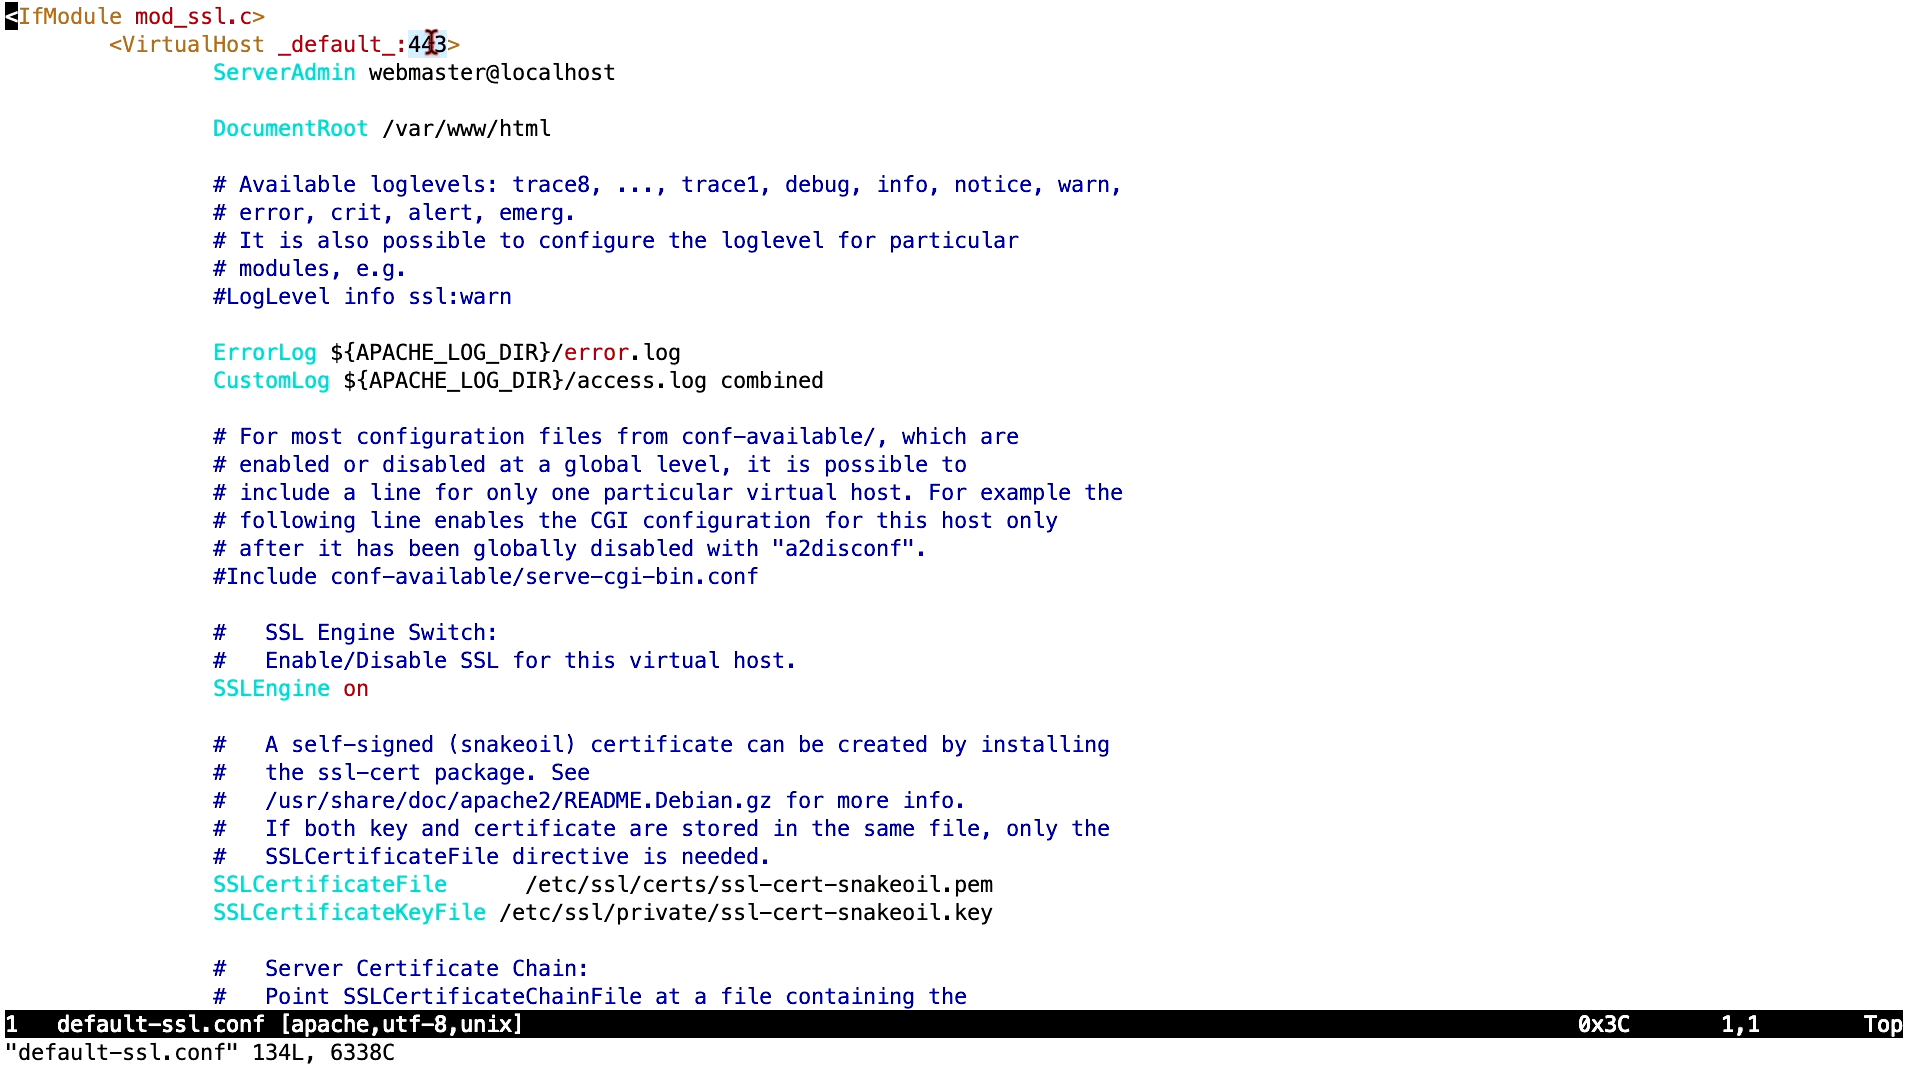 <IfModule mod_ssl.c>
<VirtualHost _default_:443>
ServerAdmin webmaster@localhost
DocumentRoot /var/www/html
# Available loglevels: trace8, ..., trace1, debug, info, notice, warn,
# error, crit, alert, emerg.
# It is also possible to configure the loglevel for particular
# modules, e.g.
#LogLevel info ssl:warn
ErrorLog ${APACHE_LOG_DIR}/error.log
CustomLog ${APACHE_LOG_DIR}/access.log combined
# For most configuration files from conf-available/, which are
# enabled or disabled at a global level, it is possible to
# include a line for only one particular virtual host. For example the
# following line enables the CGI configuration for this host only
# after it has been globally disabled with "a2disconf".
#Include conf-available/serve-cgi-bin.conf
#   SSL Engine Switch:
#   Enable/Disable SSL for this virtual host.
SSLEngine on
#   A self-signed (snakeoil) certificate can be created by installing
#   the ssl-cert package. See
#   /usr/share/doc/apache2/README.Debian.gz for more info.
#   If both key and certificate are stored in the same file, only the
#   SSLCertificateFile directive is needed.
SSLCertificateFile      /etc/ssl/certs/ssl-cert-snakeoil.pem
SSLCertificateKeyFile /etc/ssl/private/ssl-cert-snakeoil.key
#   Server Certificate Chain:
#   Point SSLCertificateChainFile at a file containing the
1   default-ssl.conf [apache,utf-8,unix] 0x3C 1,1 Top
"default-ssl.conf" 134L, 6338C